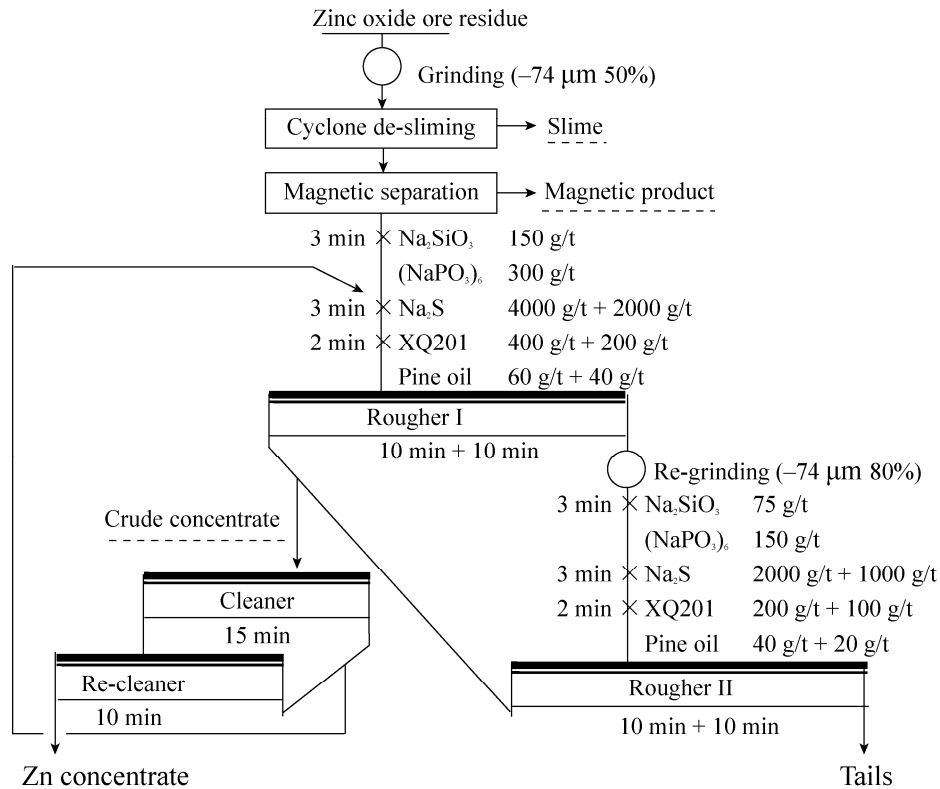 Zinc oxide ore residue
Grinding (–74 μm 50%)
Cyclone de-sliming
Slime
Magnetic separation
Magnetic product
3 min Na₂SiO₃ 150 g/t
(NaPO₃)₆ 300 g/t
3 min Na₂S 4000 g/t + 2000 g/t
2 min XQ201 400 g/t + 200 g/t
Pine oil 60 g/t + 40 g/t
Rougher I
10 min + 10 min
Re-grinding (–74 μm 80%)
3 min Na₂SiO₃ 75 g/t
(NaPO₃)₆ 150 g/t
3 min Na₂S 2000 g/t + 1000 g/t
2 min XQ201 200 g/t + 100 g/t
Pine oil 40 g/t + 20 g/t
Crude concentrate
Cleaner
15 min
Re-cleaner
10 min
Rougher II
10 min + 10 min
Zn concentrate
Tails